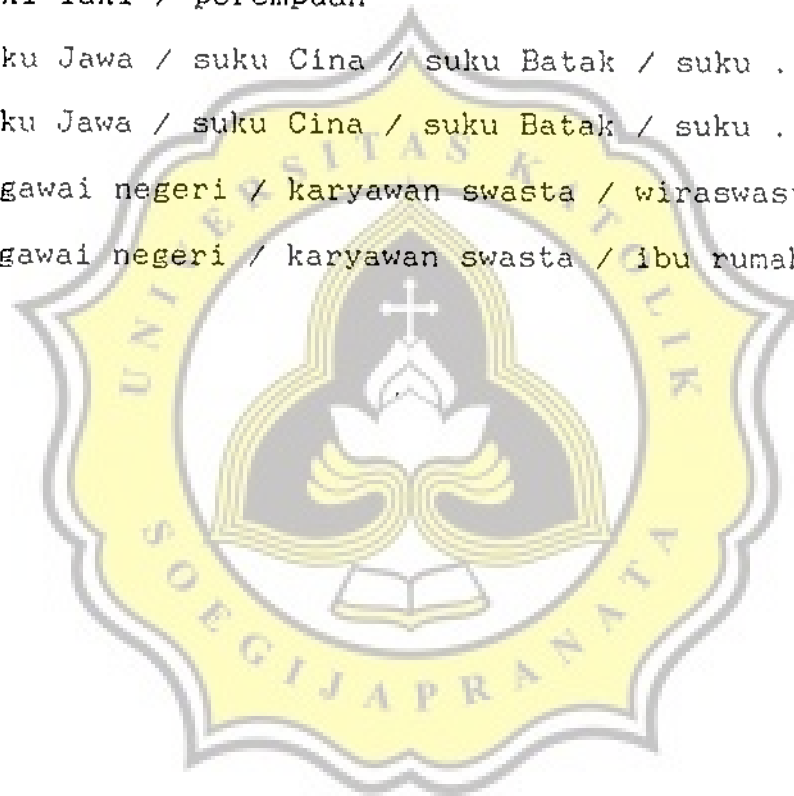 ki laki / perempuan
ku Jawa / suku Cina / suku Batak / suku .
ku Jawa / suku Cina / suku Batak / suku .
gawai negeri / karyawan swasta / wiraswast
gawai negeri / karyawan swasta / ibu rumah
UNIVERSITAS KATOLIK
SOEGIJAPRANATA